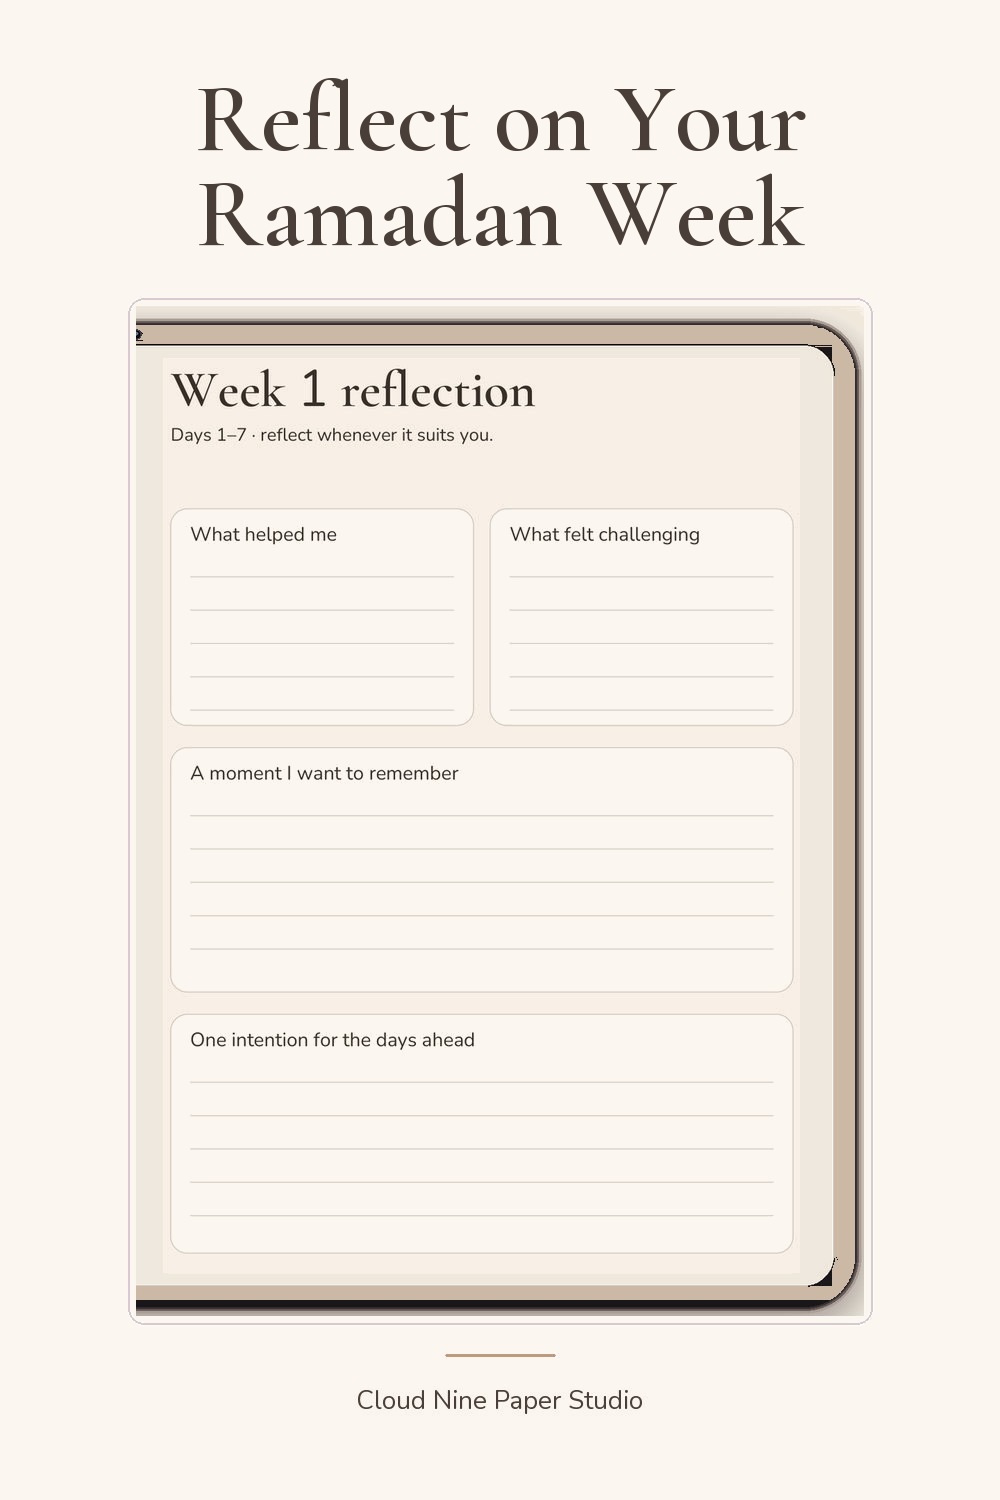 Reflect on Your
Ramadan Week
Week 1 reflection
Days 1–7 · reflect whenever it suits you.
What helped me
What felt challenging
A moment I want to remember
One intention for the days ahead
Cloud Nine Paper Studio